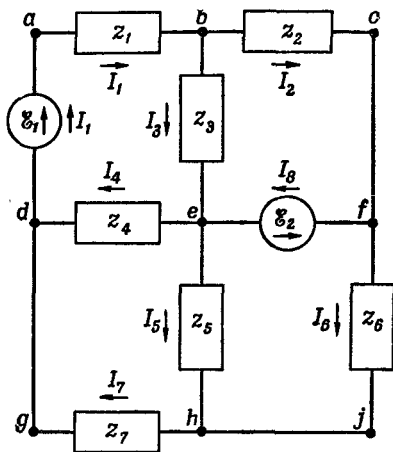 a b c
z₁ z₂
I₁ I₂
ℰ₁ I₁ I₃ z₃
I₄ I₈
d e f
z₄ ℰ₂
I₅ z₅ I₆ z₆
I₇
g h j
z₇